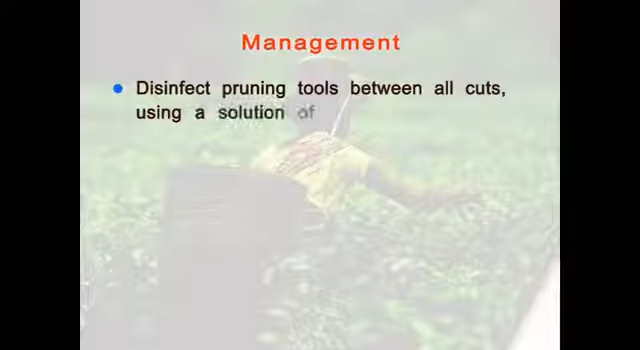 Management
Disinfect pruning tools between all cuts,
using a solution of